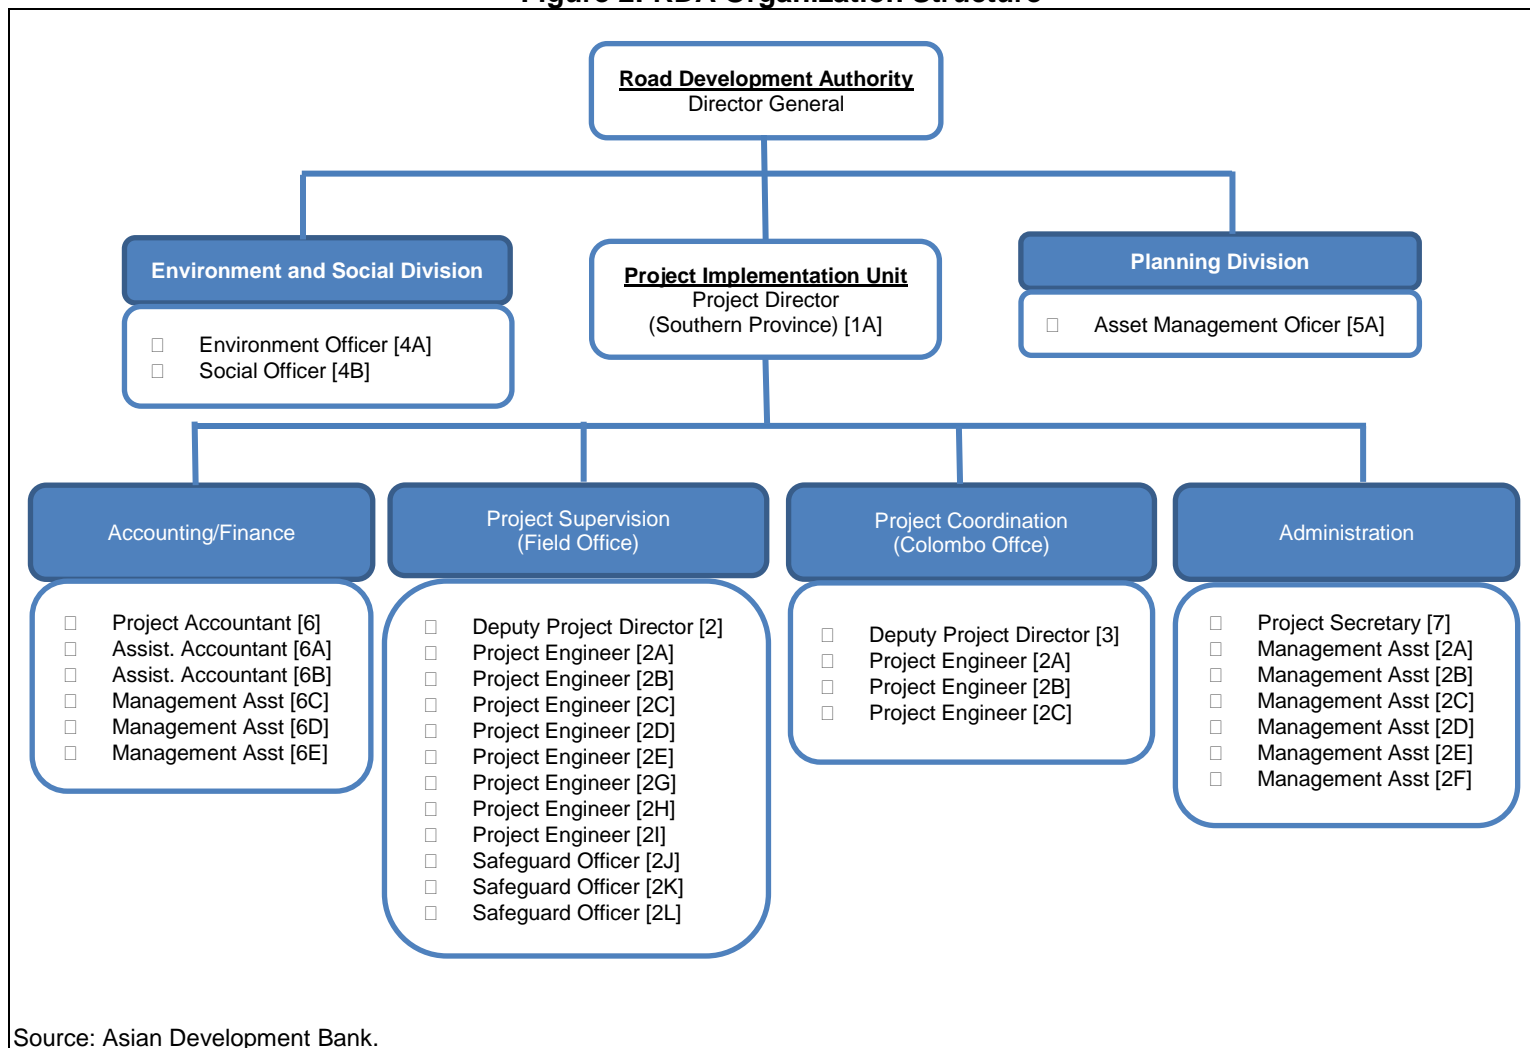 Figure 2: RDA Organization Structure
Road Development Authority
Director General
Environment and Social Division
Environment Officer [4A]
Social Officer [4B]
Project Implementation Unit
Project Director
(Southern Province) [1A]
Planning Division
Asset Management Oficer [5A]
Accounting/Finance
Project Accountant [6]
Assist. Accountant [6A]
Assist. Accountant [6B]
Management Asst [6C]
Management Asst [6D]
Management Asst [6E]
Project Supervision
(Field Office)
Deputy Project Director [2]
Project Engineer [2A]
Project Engineer [2B]
Project Engineer [2C]
Project Engineer [2D]
Project Engineer [2E]
Project Engineer [2G]
Project Engineer [2H]
Project Engineer [2I]
Safeguard Officer [2J]
Safeguard Officer [2K]
Safeguard Officer [2L]
Project Coordination
(Colombo Offce)
Deputy Project Director [3]
Project Engineer [2A]
Project Engineer [2B]
Project Engineer [2C]
Administration
Project Secretary [7]
Management Asst [2A]
Management Asst [2B]
Management Asst [2C]
Management Asst [2D]
Management Asst [2E]
Management Asst [2F]
Source: Asian Development Bank.